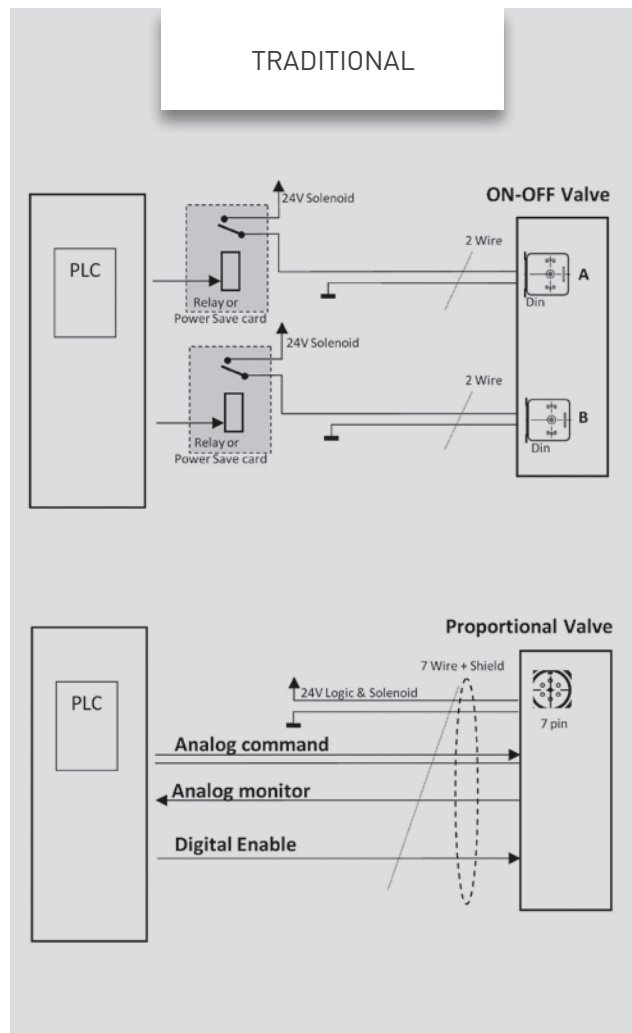 TRADITIONAL
ON-OFF Valve
24V Solenoid
2 Wire
PLC
A
Din
Relay or
Power Save card
24V Solenoid
2 Wire
B
Din
Relay or
Power Save card
Proportional Valve
7 Wire + Shield
24V Logic & Solenoid
PLC
7 pin
Analog command
Analog monitor
Digital Enable